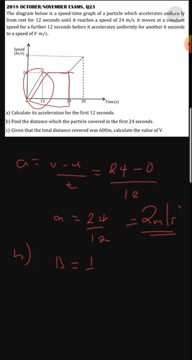 2018 OCTOBER/NOVEMBER EXAMS, Q23
The diagram below is a speed-time graph of a particle which accelerates uniformly
from rest for 12 seconds until it reaches a speed of 24 m/s. it moves at a constant
speed for a further 12 seconds before it accelerates uniformly for another 6 seconds
to a speed of V m/s.
Speed
(m/s)
12 24 30 Time(s)
a) Calculate its acceleration for the first 12 seconds.
b) Find the distance which the particle covered in the first 24 seconds.
c) Given that the total distance covered was 600m, calculate the value of V.
a = v - u / t = 24 - 0 / 12
a = 24 / 12 = 2m/s²
b) D = 1